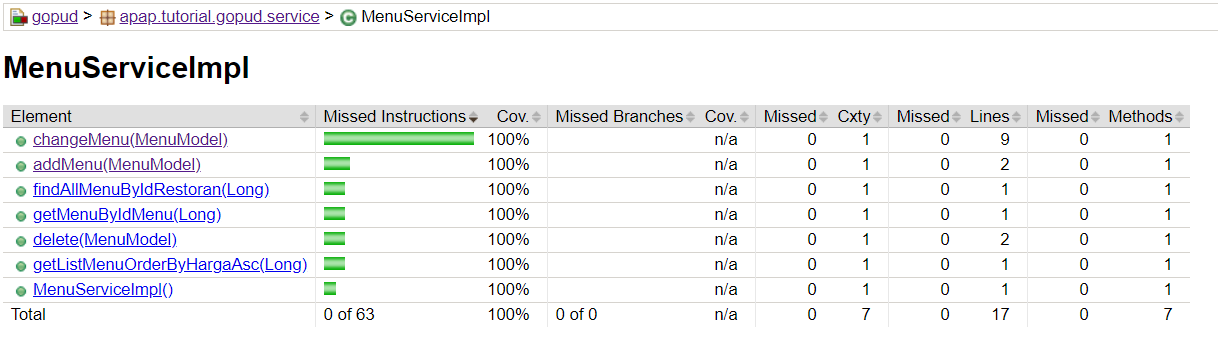 gopud > apap.tutorial.gopud.service > MenuServiceImpl
MenuServiceImpl
Element Missed Instructions Cov. Missed Branches Cov. Missed Cxty Missed Lines Missed Methods
changeMenu(MenuModel) 100% n/a 0 1 0 9 0 1
addMenu(MenuModel) 100% n/a 0 1 0 2 0 1
findAllMenuByIdRestoran(Long) 100% n/a 0 1 0 1 0 1
getMenuByIdMenu(Long) 100% n/a 0 1 0 1 0 1
delete(MenuModel) 100% n/a 0 1 0 2 0 1
getListMenuOrderByHargaAsc(Long) 100% n/a 0 1 0 1 0 1
MenuServiceImpl() 100% n/a 0 1 0 1 0 1
Total 0 of 63 100% 0 of 0 n/a 0 7 0 17 0 7